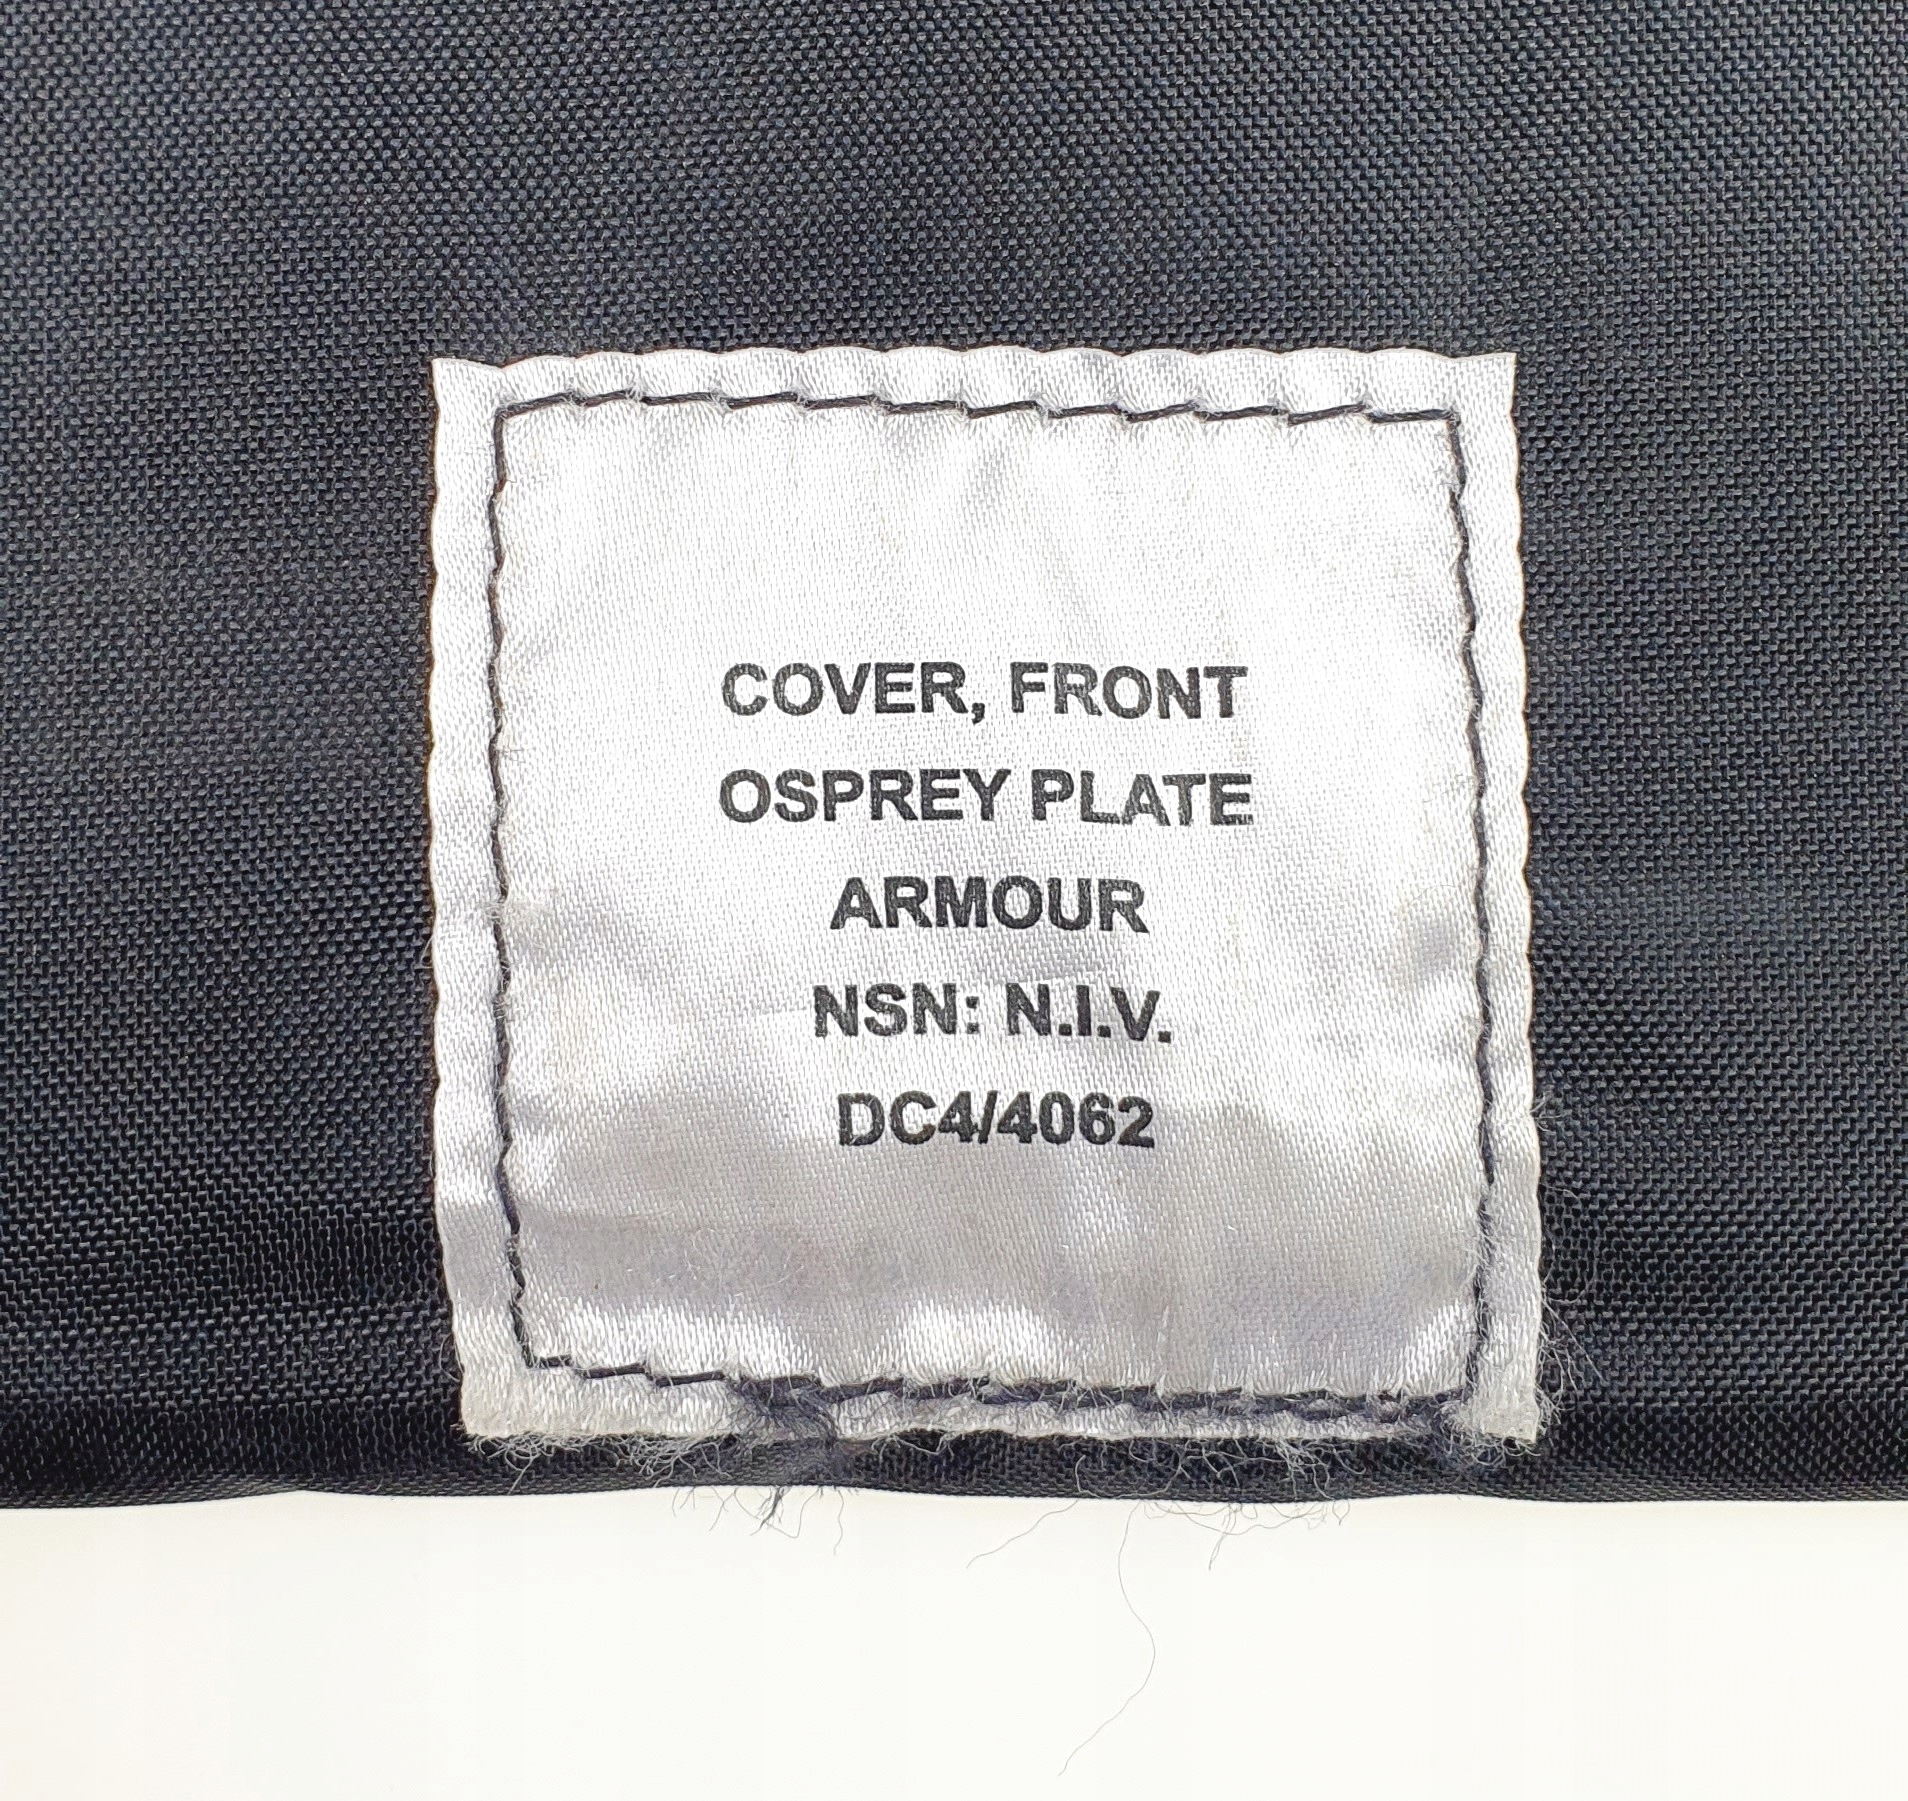 COVER, FRONT
OSPREY PLATE
ARMOUR
NSN: N.I.V.
DC4/4062